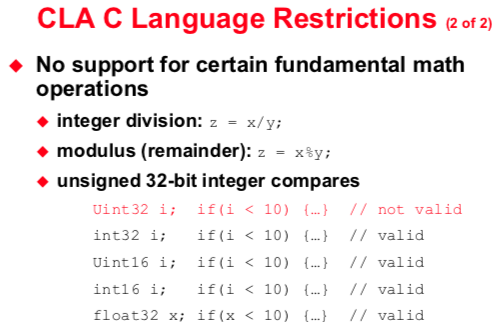 CLA C Language Restrictions (2 of 2)
No support for certain fundamental math
operations
integer division: z = x/y;
modulus (remainder): z = x%y;
unsigned 32-bit integer compares
Uint32 i; if(i < 10) {…} // not valid
int32 i; if(i < 10) {…} // valid
Uint16 i; if(i < 10) {…} // valid
int16 i; if(i < 10) {…} // valid
float32 x; if(x < 10) {…} // valid